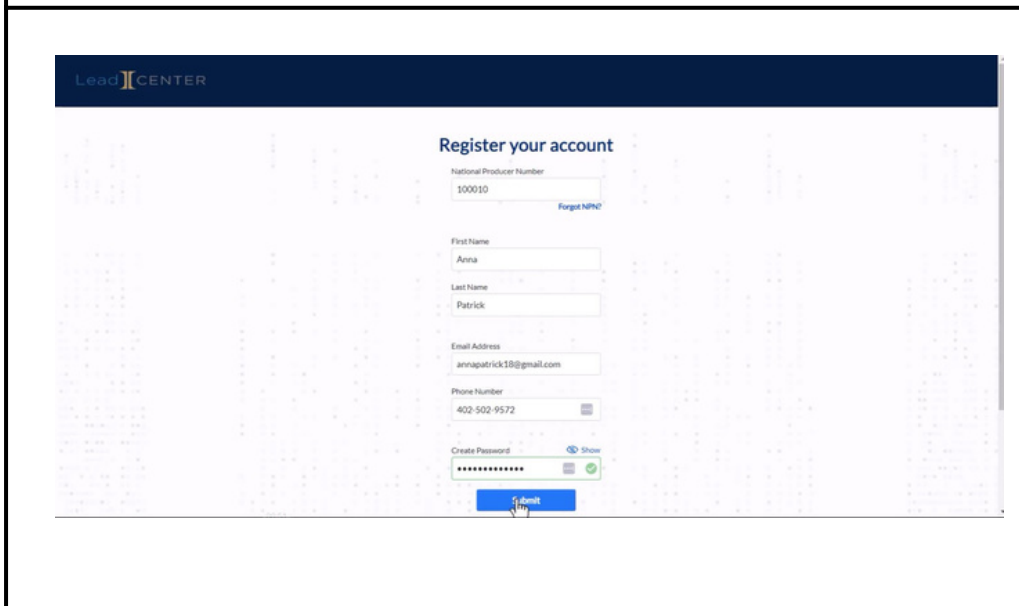 Lead CENTER
Register your account
National Producer Number
100010
Forgot NPN?
First Name
Anna
Last Name
Patrick
Email Address
annapatrick18@gmail.com
Phone Number
402-502-9572
Create Password
Show
•••••••••••••
Submit